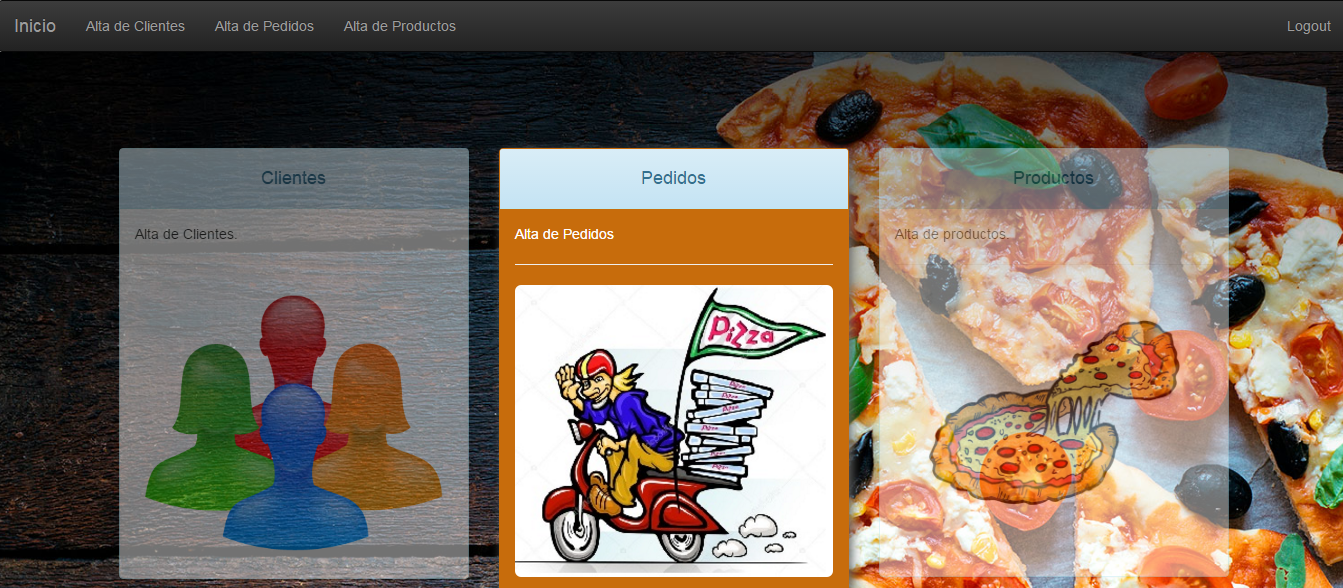 Inicio
Alta de Clientes
Alta de Pedidos
Alta de Productos
Logout
Clientes
Alta de Clientes.
Pedidos
Alta de Pedidos
Pizza
Productos
Alta de productos.